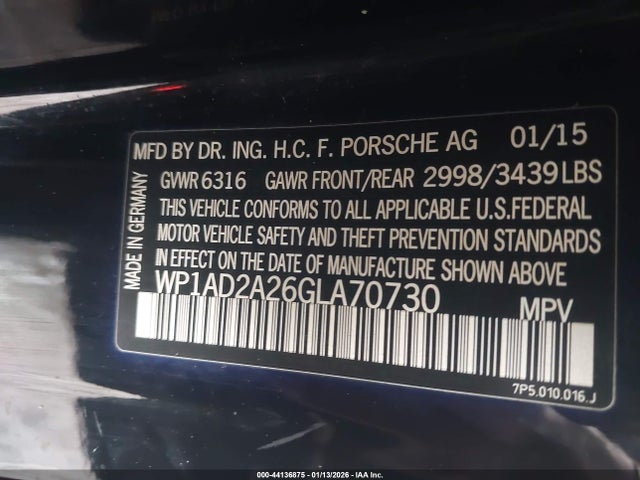 MFD BY DR. ING. H.C. F. PORSCHE AG 01/15
GVWR 6316 GAWR FRONT/REAR 2998/3439 LBS
THIS VEHICLE CONFORMS TO ALL APPLICABLE U.S. FEDERAL
MOTOR VEHICLE SAFETY AND THEFT PREVENTION STANDARDS
IN EFFECT ON THE DATE OF MANUFACTURE SHOWN ABOVE
WP1AD2A26GLA70730 MPV
7P5.010.016.J
MADE IN GERMANY
000-44136875 - 01/13/2026 - IAA Inc.